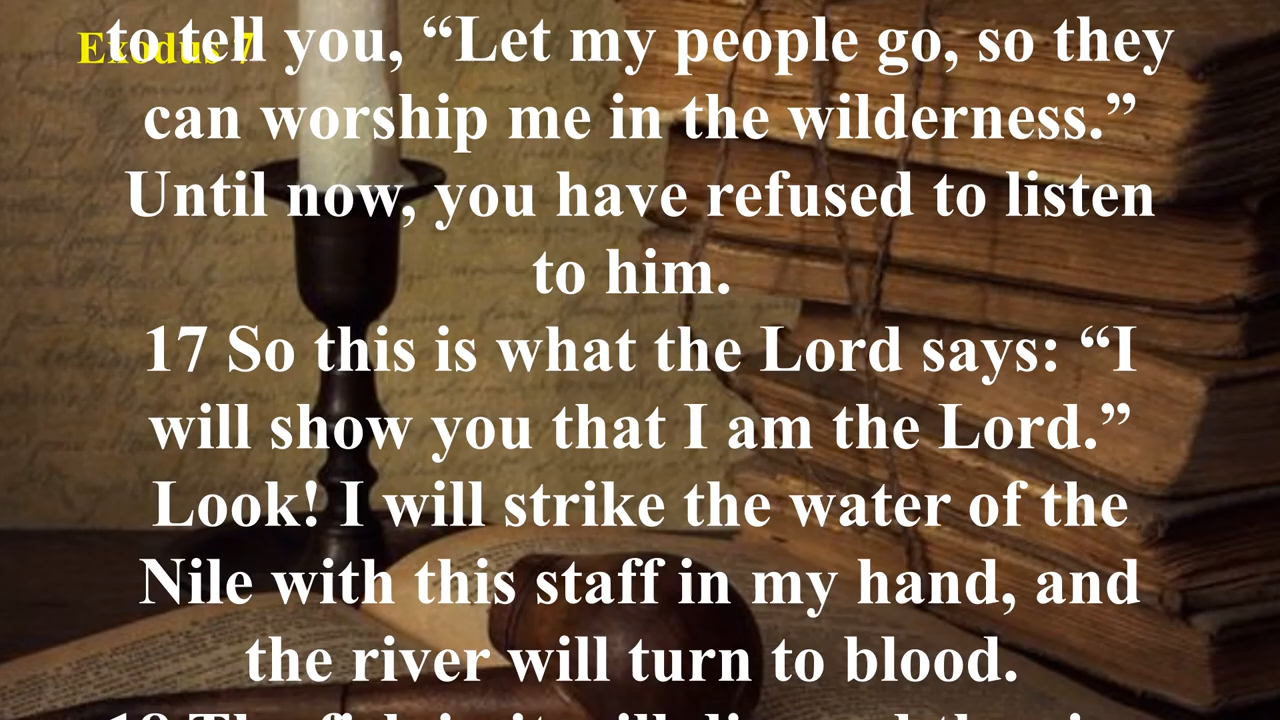 Exodus 7
to tell you, “Let my people go, so they
can worship me in the wilderness.”
Until now, you have refused to listen
to him.
17 So this is what the Lord says: “I
will show you that I am the Lord.”
Look! I will strike the water of the
Nile with this staff in my hand, and
the river will turn to blood.